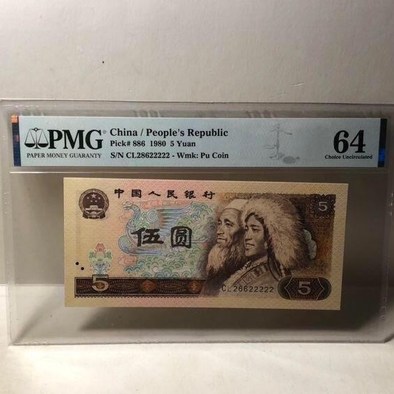 PMG
PAPER MONEY GUARANTY
China / People's Republic
Pick# 886 1980 5 Yuan
S/N CL28622222 - Wmk: Pu Coin
64
Choice Uncirculated
中国人民银行
5
伍圆
CL28622222
5
5